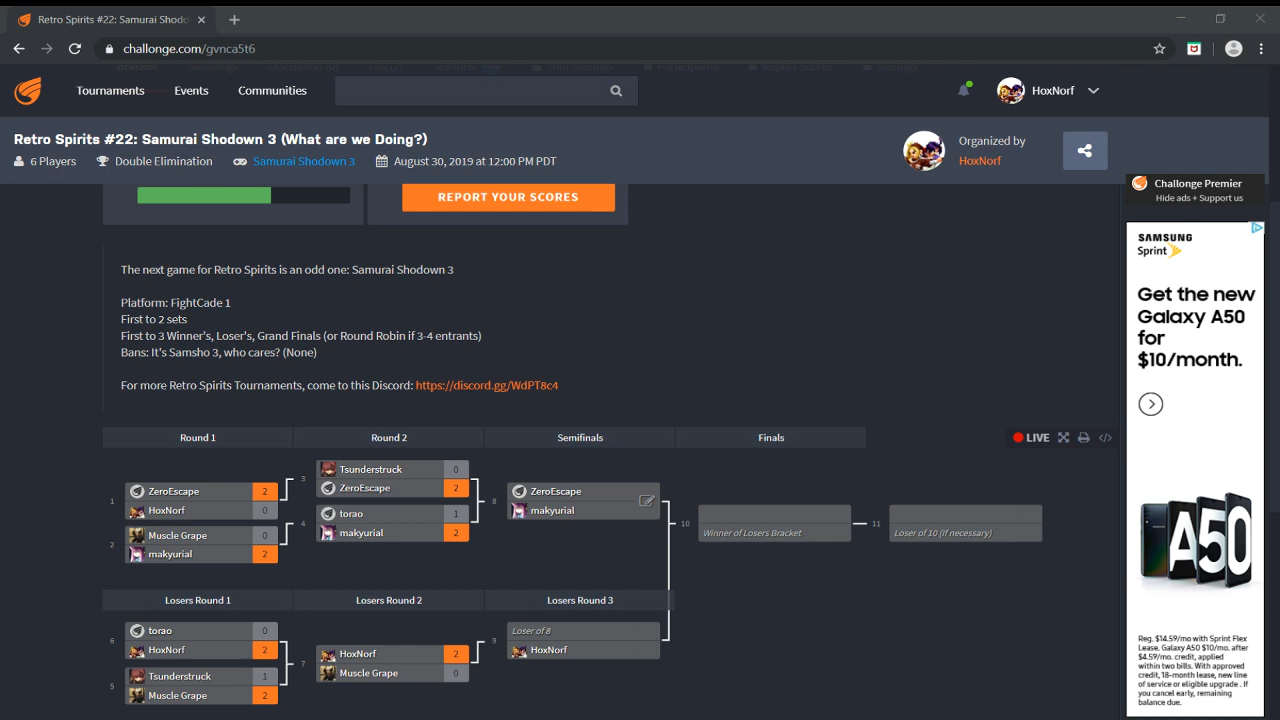 Retro Spirits #22: Samurai Shodo
challonge.com/gvnca5t6
Tournaments Events Communities HoxNorf
Retro Spirits #22: Samurai Shodown 3 (What are we Doing?)
6 Players Double Elimination Samurai Shodown 3 August 30, 2019 at 12:00 PM PDT
Organized by
HoxNorf
REPORT YOUR SCORES
The next game for Retro Spirits is an odd one: Samurai Shodown 3
Platform: FightCade 1
First to 2 sets
First to 3 Winner's, Loser's, Grand Finals (or Round Robin if 3-4 entrants)
Bans: It's Samsho 3, who cares? (None)
For more Retro Spirits Tournaments, come to this Discord: https://discord.gg/WdPT8c4
Round 1 Round 2 Semifinals Finals
LIVE
1
ZeroEscape 2
HoxNorf 0
2
Muscle Grape 0
makyurial 2
3
Tsunderstruck 0
ZeroEscape 2
4
torao 1
makyurial 2
8
ZeroEscape
makyurial
10
Winner of Losers Bracket
11
Loser of 10 (if necessary)
Losers Round 1 Losers Round 2 Losers Round 3
6
torao 0
HoxNorf 2
5
Tsunderstruck 1
Muscle Grape 2
7
HoxNorf 2
Muscle Grape 0
9
Loser of 8
HoxNorf
Challonge Premier
Hide ads + Support us
SAMSUNG
Sprint
Get the new
Galaxy A50
for
$10/month.
A50
Reg. $14.59/mo with Sprint Flex
Lease. Galaxy A50 $10/mo. after
$4.59/mo. credit, applied
within two bills. With approved
credit, 18-month lease, new line
of service or eligible upgrade . If
you cancel early, remaining
balance due.